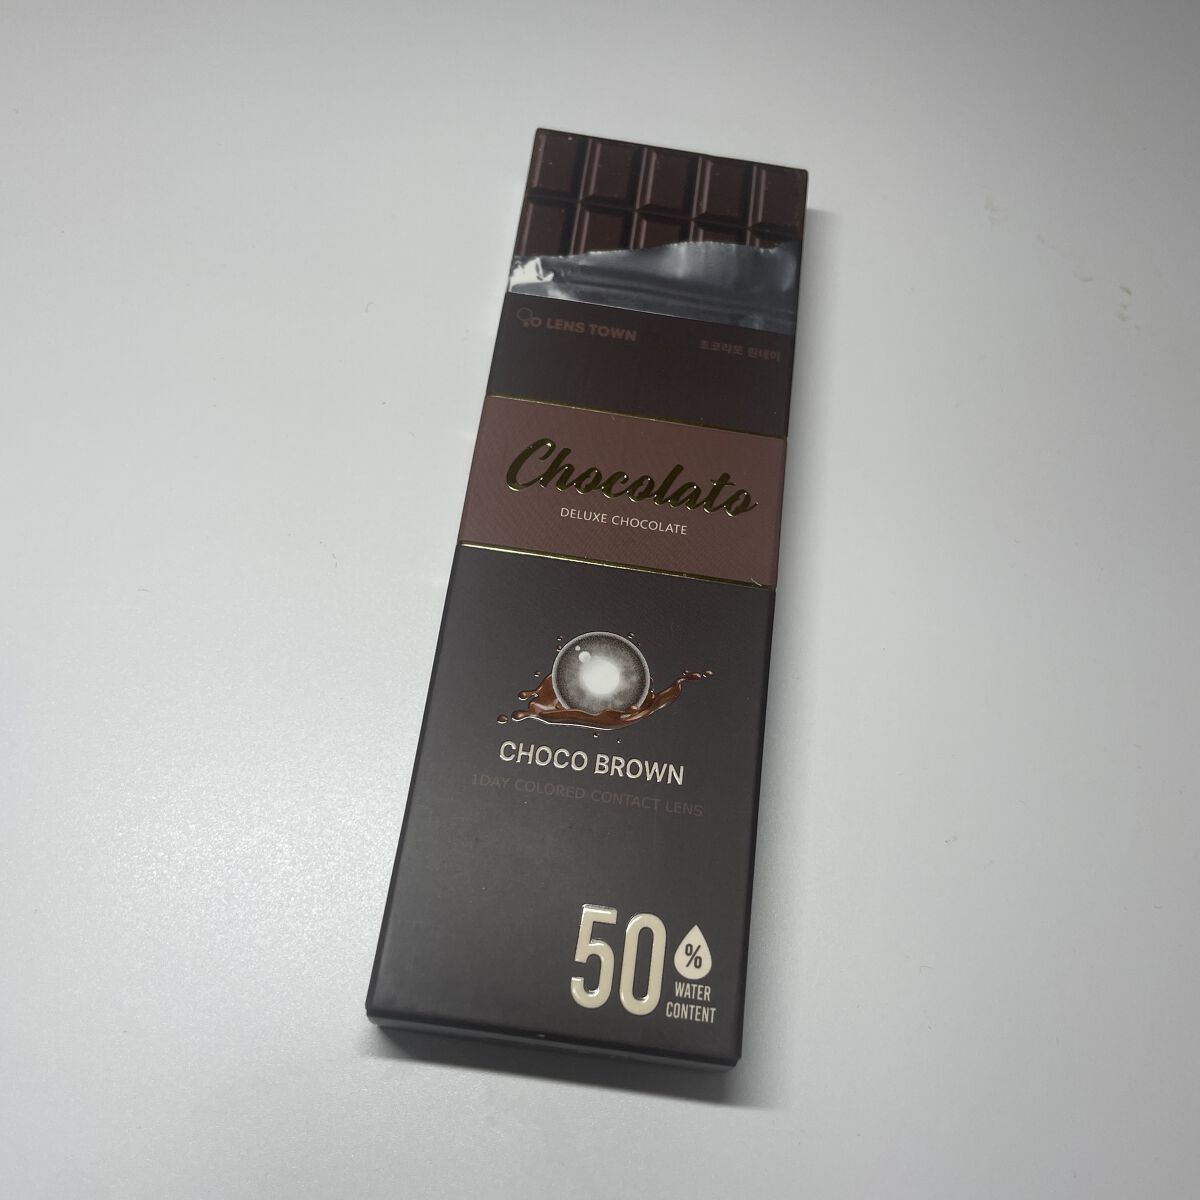 LENS TOWN
초코라또 원데이
Chocolato
DELUXE CHOCOLATE
CHOCO BROWN
1DAY COLORED CONTACT LENS
50%
WATER
CONTENT